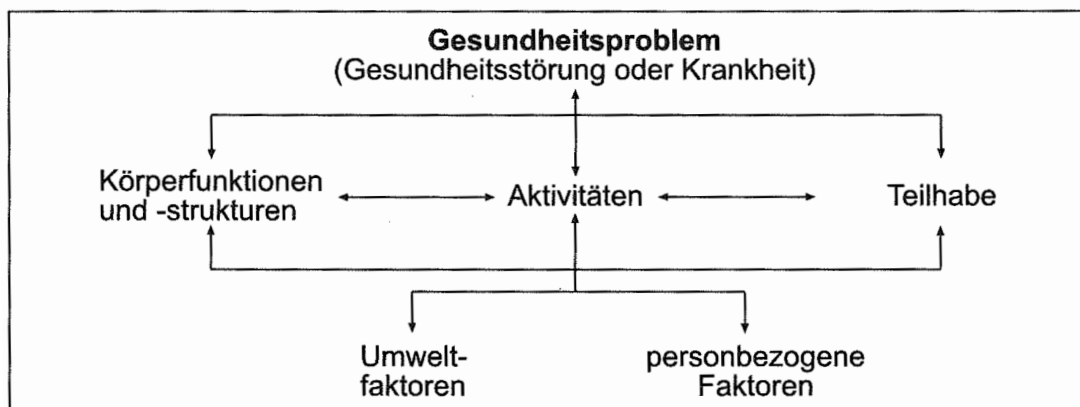 Gesundheitsproblem
(Gesundheitsstörung oder Krankheit)
Körperfunktionen
und -strukturen
Aktivitäten
Teilhabe
Umwelt-
faktoren
personbezogene
Faktoren